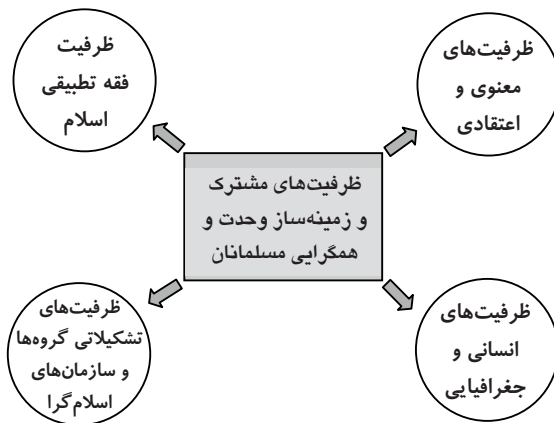 ظرفیت‌های
معنوی و
اعتقادی
ظرفیت
فقه تطبیقی
اسلام
ظرفیت‌های مشترک
و زمینه‌ساز وحدت و
همگرایی مسلمانان
ظرفیت‌های
انسانی و
جغرافیایی
ظرفیت‌های
تشکیلاتی گروه‌ها
و سازمان‌های
اسلام‌گرا